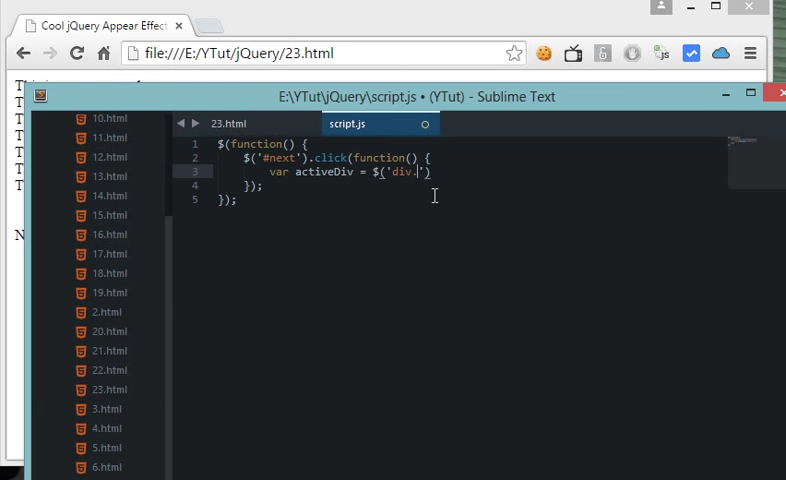 Cool jQuery Appear Effect
file:///E:/YTut/jQuery/23.html
E:\YTut\jQuery\script.js • (YTut) - Sublime Text
10.html
11.html
12.html
13.html
14.html
15.html
16.html
17.html
18.html
19.html
2.html
20.html
21.html
22.html
23.html
3.html
4.html
5.html
6.html
23.html
script.js
1 $(function() {
2 $('#next').click(function() {
3 var activeDiv = $('div.')
4 });
5 });